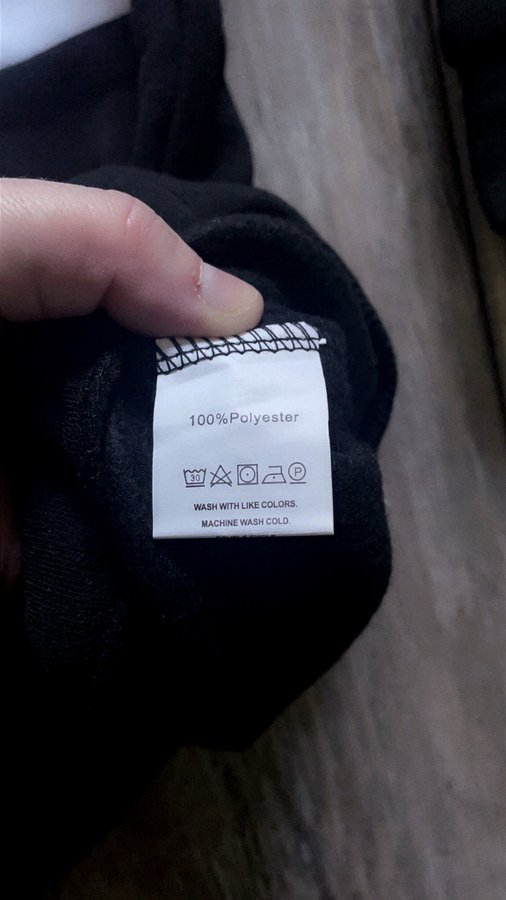 100%Polyester
30 P
WASH WITH LIKE COLORS.
MACHINE WASH COLD.